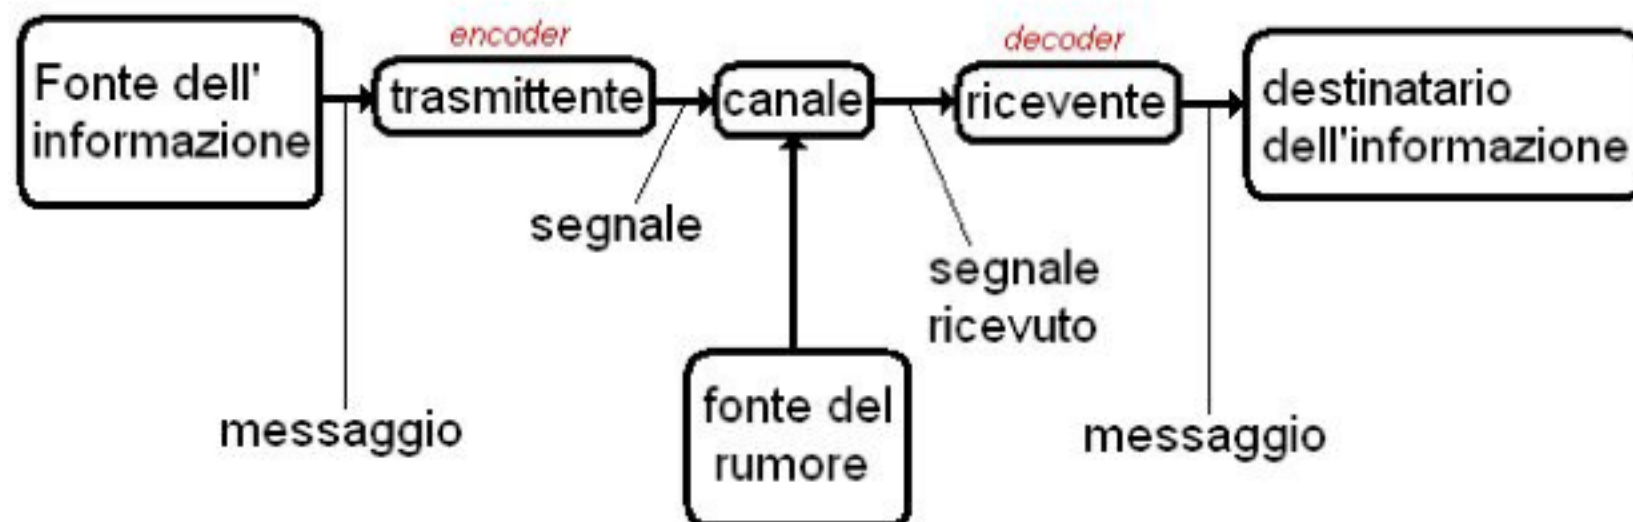 encoder
decoder
Fonte dell'
informazione
trasmittente
canale
ricevente
destinatario
dell'informazione
segnale
segnale
ricevuto
messaggio
fonte del
rumore
messaggio